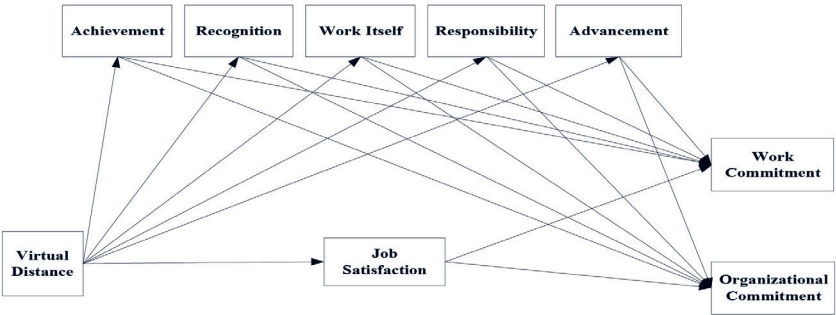 Achievement
Recognition
Work Itself
Responsibility
Advancement
Work
Commitment
Virtual
Distance
Job
Satisfaction
Organizational
Commitment